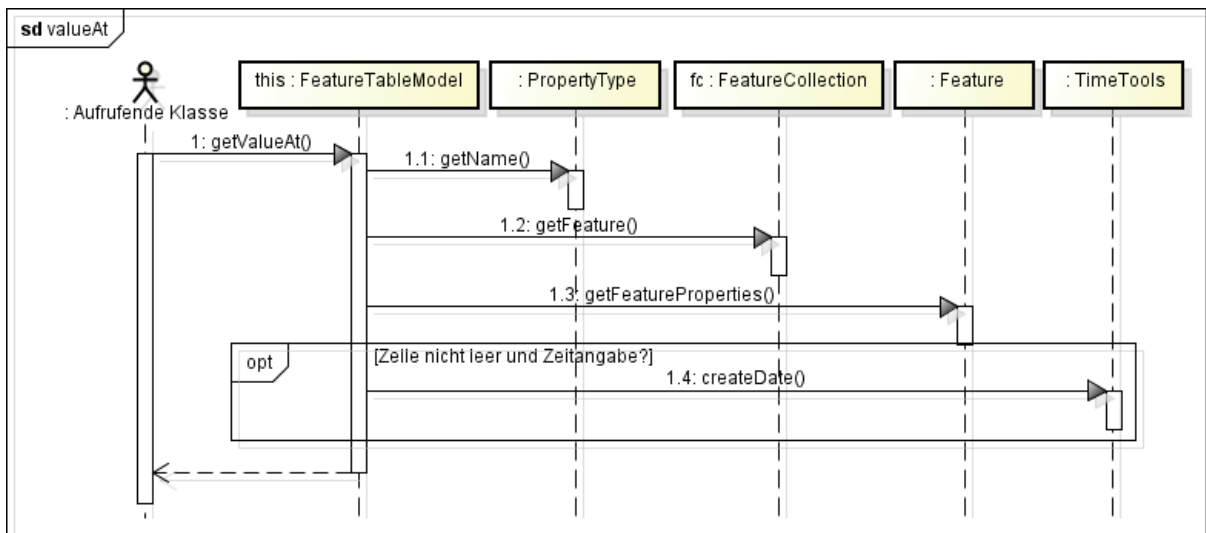 sd valueAt
this : FeatureTableModel
: PropertyType
fc : FeatureCollection
: Feature
: TimeTools
: Aufrufende Klasse
1: getValueAt()
1.1: getName()
1.2: getFeature()
1.3: getFeatureProperties()
opt
[Zelle nicht leer und Zeitangabe?]
1.4: createDate()